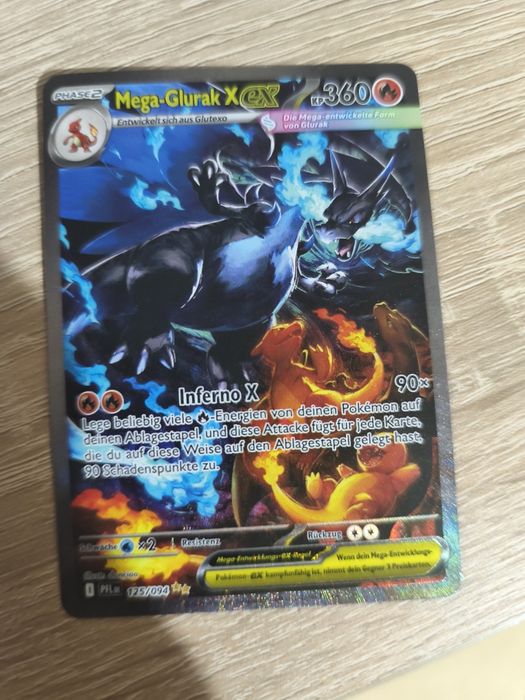 PHASE 2
Mega-Glurak X ex
KP 360
Entwickelt sich aus Glutexo
Die Mega-entwickelte Form
von Glurak
Inferno X 90×
Lege beliebig viele -Energien von deinen Pokémon auf
deinen Ablagestapel, und diese Attacke fügt für jede Karte,
die du auf diese Weise auf den Ablagestapel gelegt hast,
90 Schadenspunkte zu.
Schwäche ×2 Resistenz Rückzug
Mega-Entwicklungs-ex-Regel Wenn dein Mega-Entwicklungs-
Pokémon-ex kampfunfähig ist, nimmt dein Gegner 3 Preiskarten.
PFL DE 125/094